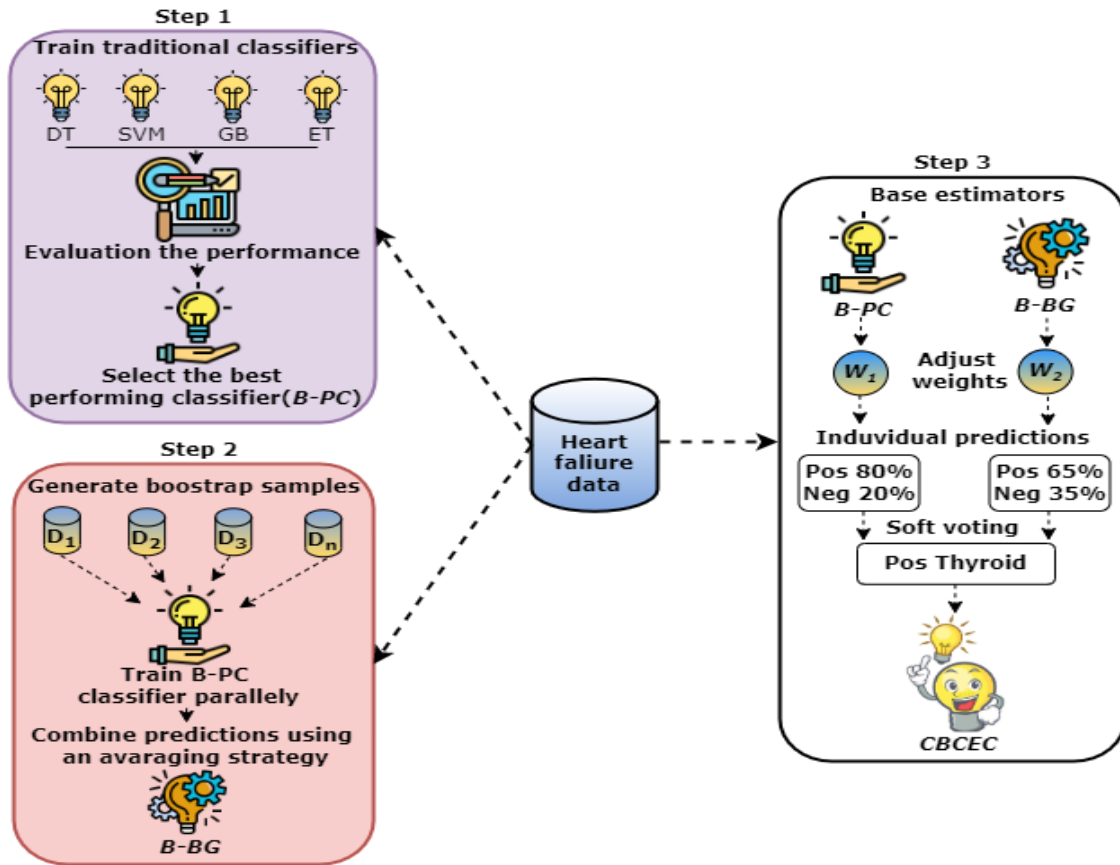 Step 1
Train traditional classifiers
DT SVM GB ET
Evaluation the performance
Select the best
performing classifier(B-PC)
Step 2
Generate boostrap samples
D1 D2 D3 Dn
Train B-PC
classifier parallely
Combine predictions using
an avaraging strategy
B-BG
Heart
faliure
data
Step 3
Base estimators
B-PC B-BG
W1 Adjust weights W2
Induvidual predictions
Pos 80% Pos 65%
Neg 20% Neg 35%
Soft voting
Pos Thyroid
CBCEC